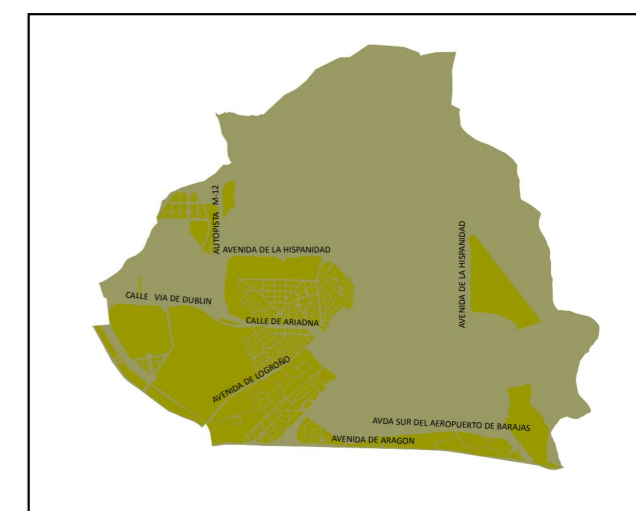 AUTOPISTA M-12
AVENIDA DE LA HISPANIDAD
AVENIDA DE LA HISPANIDAD
CALLE VIA DE DUBLIN
CALLE DE ARIADNA
AVENIDA DE LOGROÑO
AVDA SUR DEL AEROPUERTO DE BARAJAS
AVENIDA DE ARAGON